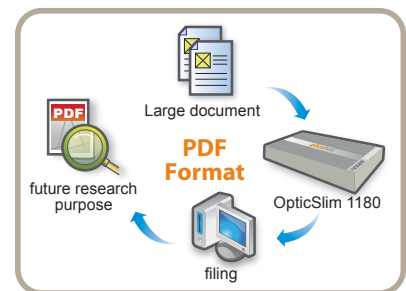 Large document
PDF
PDF
Format
OpticSlim 1180
future research
purpose
filing